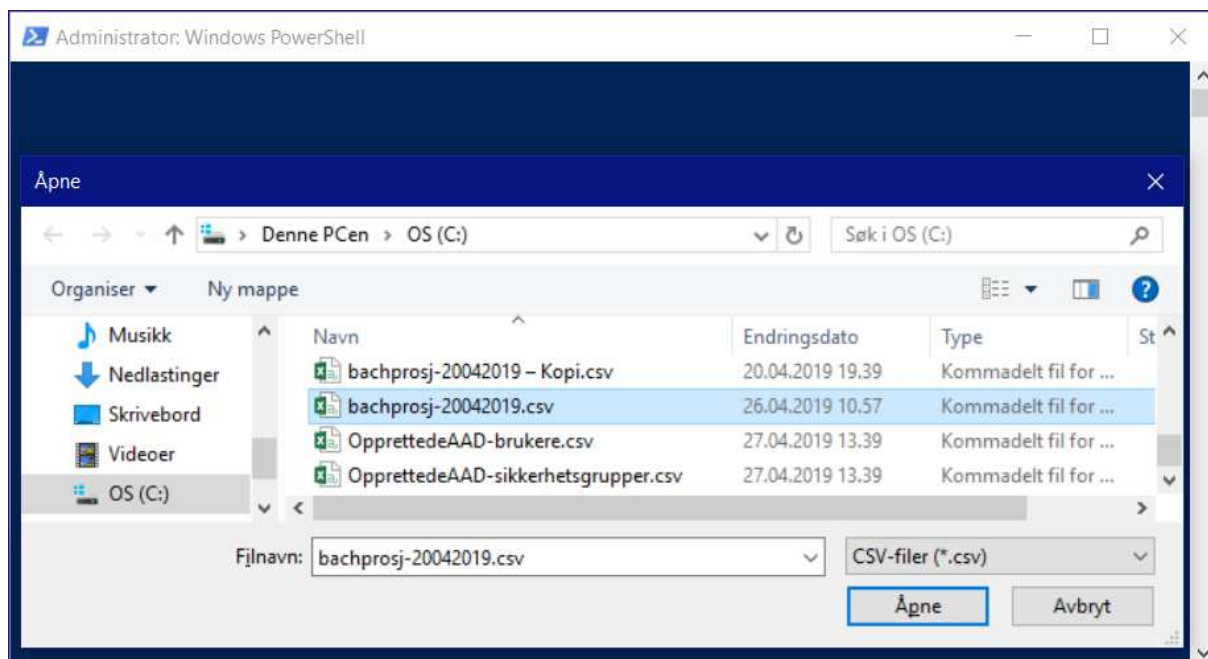 Administrator: Windows PowerShell
Åpne
Denne PCen > OS (C:)
Søk i OS (C:)
Organiser
Ny mappe
Musikk
Nedlastinger
Skrivebord
Videoer
OS (C:)
Navn Endringsdato Type St
bachprosj-20042019 – Kopi.csv 20.04.2019 19.39 Kommadelt fil for ...
bachprosj-20042019.csv 26.04.2019 10.57 Kommadelt fil for ...
OpprettedeAAD-brukere.csv 27.04.2019 13.39 Kommadelt fil for ...
OpprettedeAAD-sikkerhetsgrupper.csv 27.04.2019 13.39 Kommadelt fil for ...
Filnavn: bachprosj-20042019.csv CSV-filer (*.csv)
Åpne Avbryt